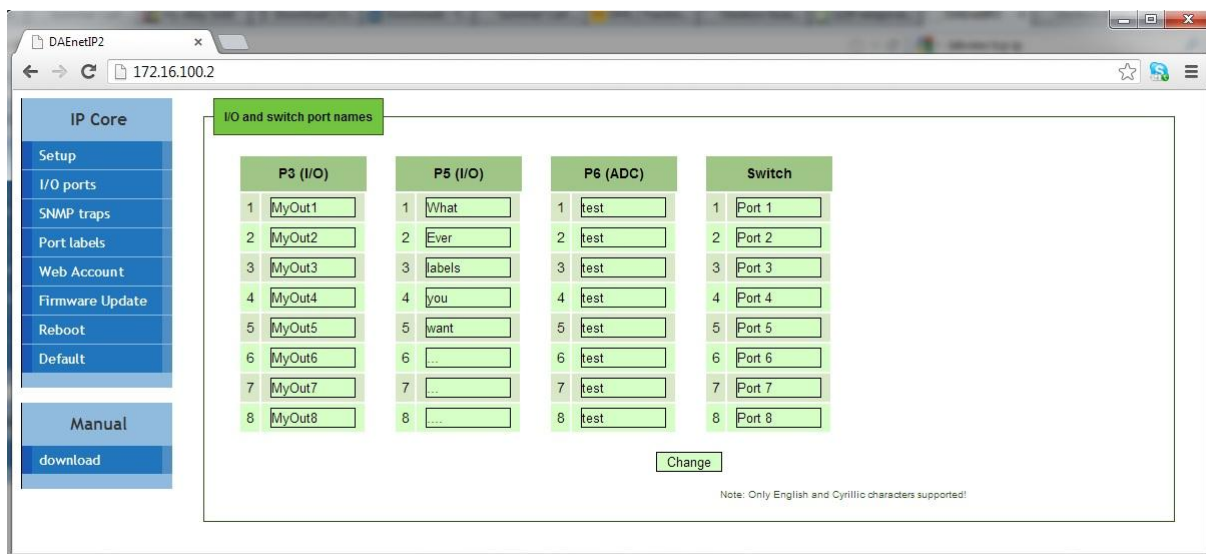 DAEnetIP2
172.16.100.2
IP Core
Setup
I/O ports
SNMP traps
Port labels
Web Account
Firmware Update
Reboot
Default
Manual
download
I/O and switch port names
P3 (I/O) P5 (I/O) P6 (ADC) Switch
1 MyOut1 1 What 1 test 1 Port 1
2 MyOut2 2 Ever 2 test 2 Port 2
3 MyOut3 3 labels 3 test 3 Port 3
4 MyOut4 4 you 4 test 4 Port 4
5 MyOut5 5 want 5 test 5 Port 5
6 MyOut6 6 ... 6 test 6 Port 6
7 MyOut7 7 ... 7 test 7 Port 7
8 MyOut8 8 .... 8 test 8 Port 8
Change
Note: Only English and Cyrillic characters supported!